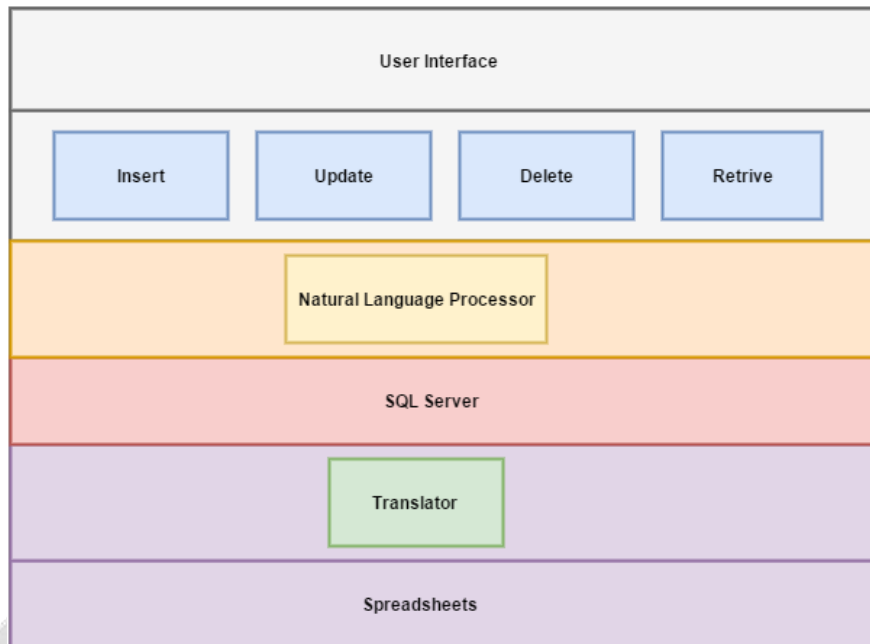 User Interface
Insert Update Delete Retrive
Natural Language Processor
SQL Server
Translator
Spreadsheets